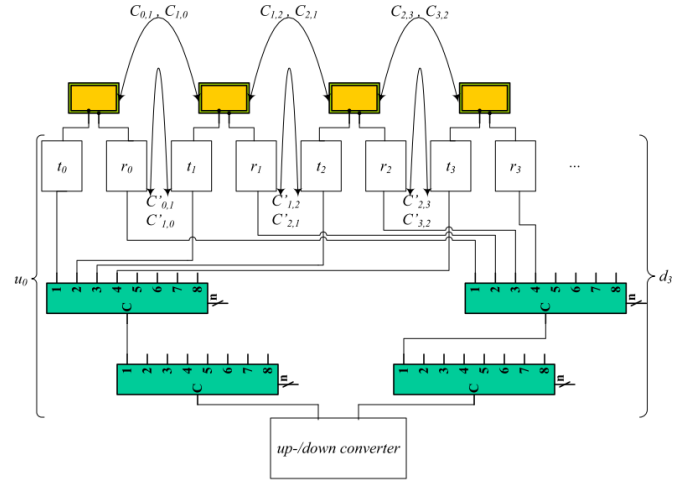 C0,1 , C1,0 C1,2 , C2,1 C2,3 , C3,2
t0 r0 t1 r1 t2 r2 t3 r3 ...
C'0,1 C'1,2 C'2,3
C'1,0 C'2,1 C'3,2
u0 d3
1 2 3 4 5 6 7 8 1 2 3 4 5 6 7 8
C n C n
1 2 3 4 5 6 7 8 1 2 3 4 5 6 7 8
C n C n
up-/down converter